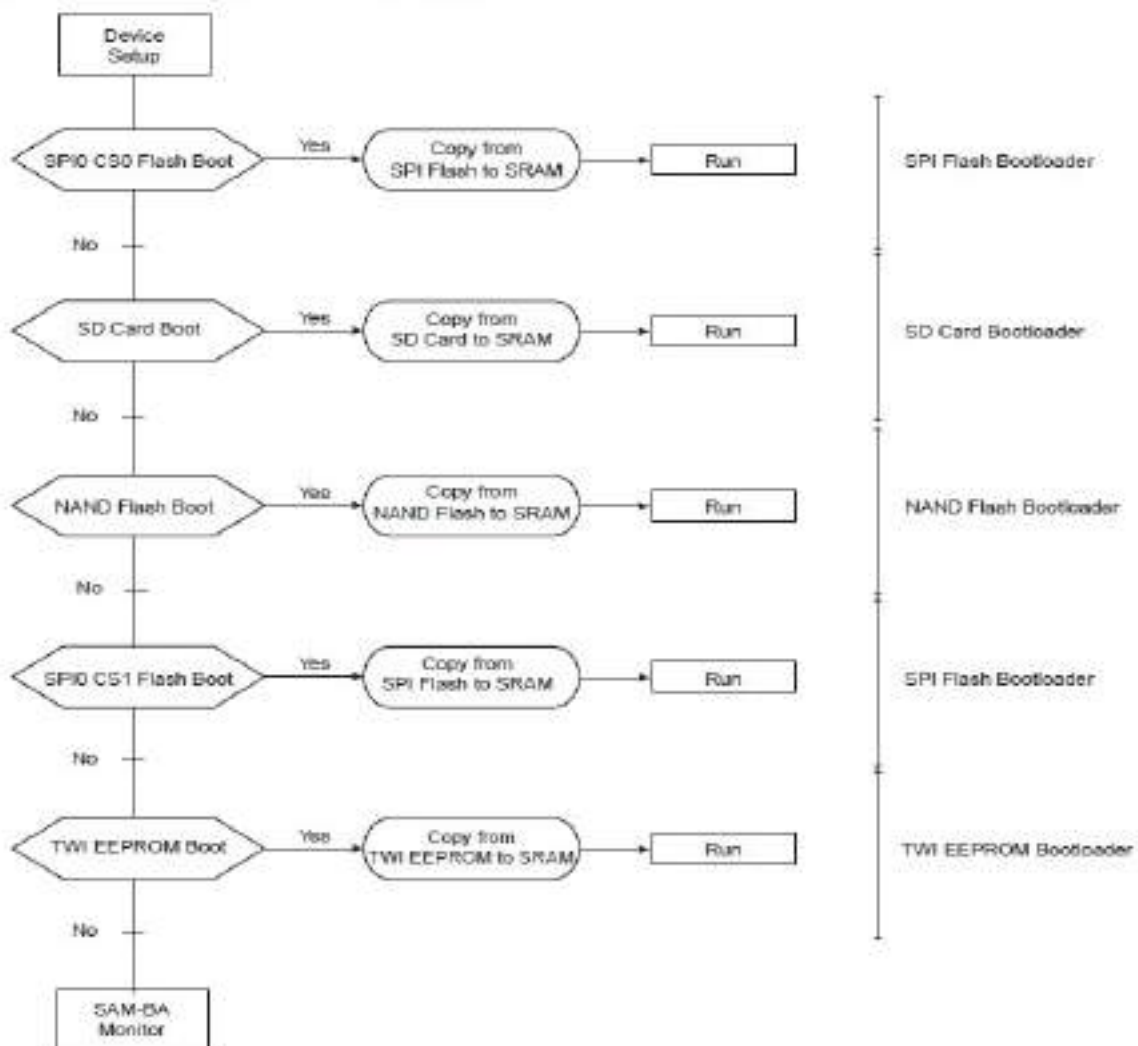 Device
Setup
SPI0 CS0 Flash Boot
Yes
Copy from
SPI Flash to SRAM
Run
SPI Flash Bootloader
No
SD Card Boot
Yes
Copy from
SD Card to SRAM
Run
SD Card Bootloader
No
NAND Flash Boot
Yes
Copy from
NAND Flash to SRAM
Run
NAND Flash Bootloader
No
SPI0 CS1 Flash Boot
Yes
Copy from
SPI Flash to SRAM
Run
SPI Flash Bootloader
No
TWI EEPROM Boot
Yes
Copy from
TWI EEPROM to SRAM
Run
TWI EEPROM Bootloader
No
SAM-BA
Monitor